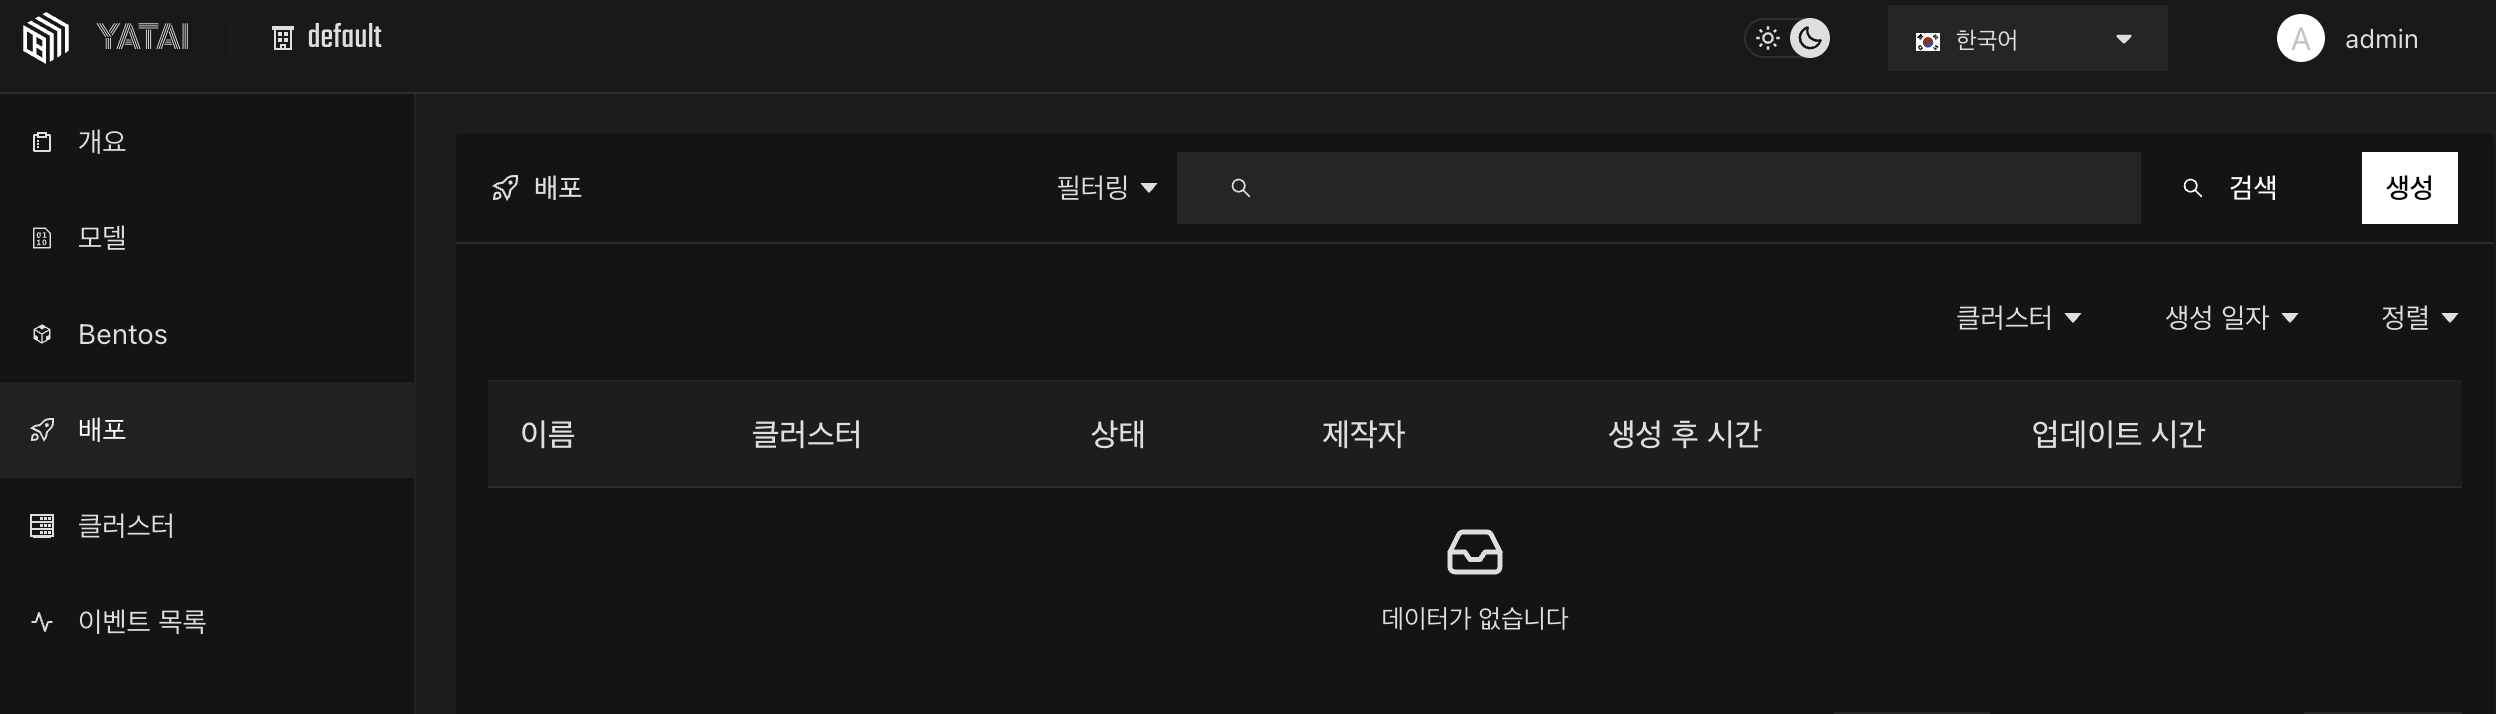 YATAI default 한국어 A admin
개요
모델
Bentos
배포
클러스터
이벤트 목록
배포 필터링 검색 생성
클러스터 생성 일자 정렬
이름 클러스터 상태 제작자 생성 후 시간 업데이트 시간
데이터가 없습니다